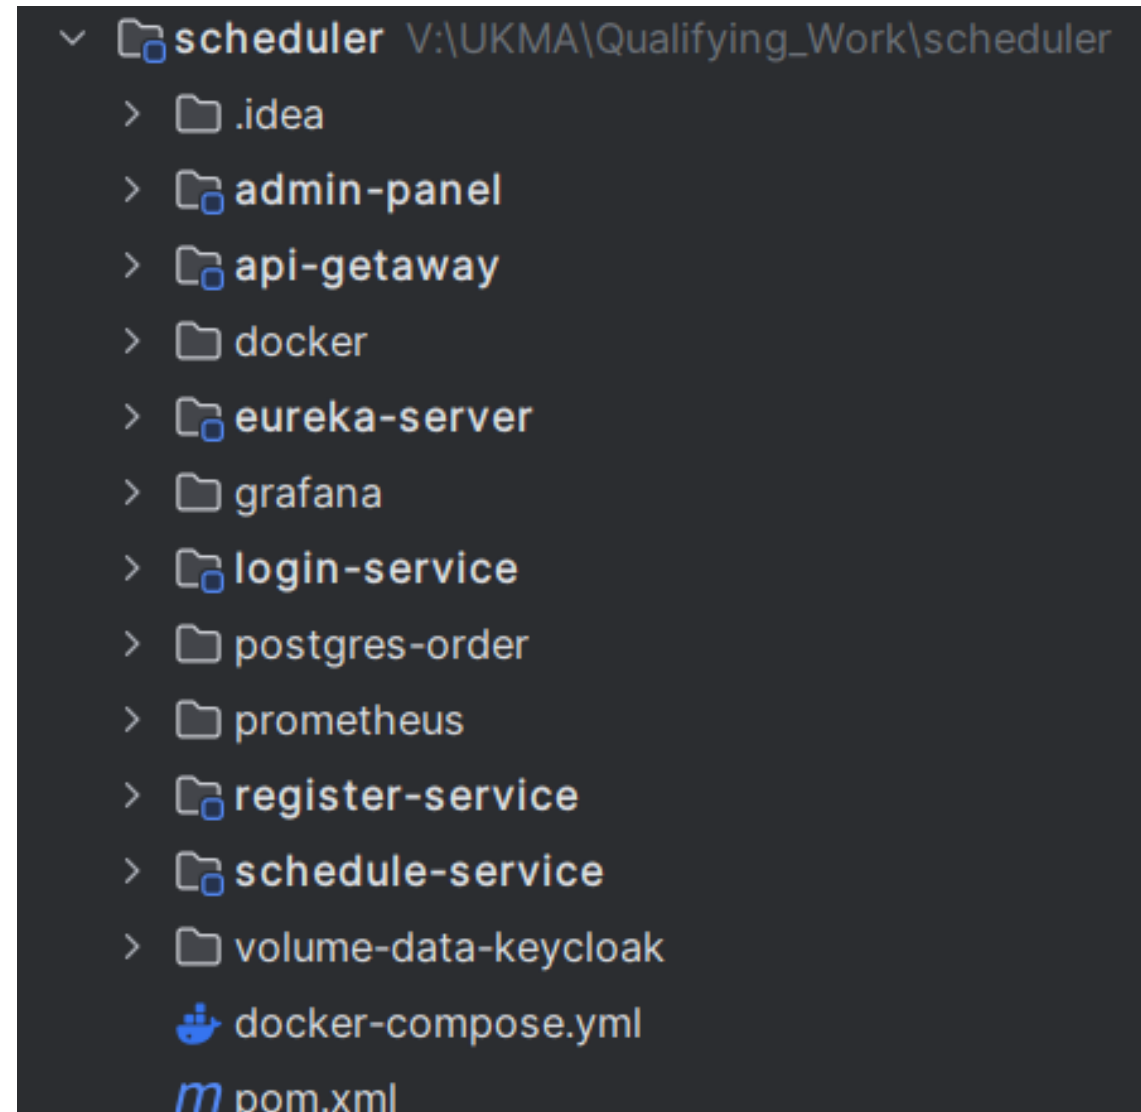 scheduler V:\UKMA\Qualifying_Work\scheduler
.idea
admin-panel
api-getaway
docker
eureka-server
grafana
login-service
postgres-order
prometheus
register-service
schedule-service
volume-data-keycloak
docker-compose.yml
pom.xml